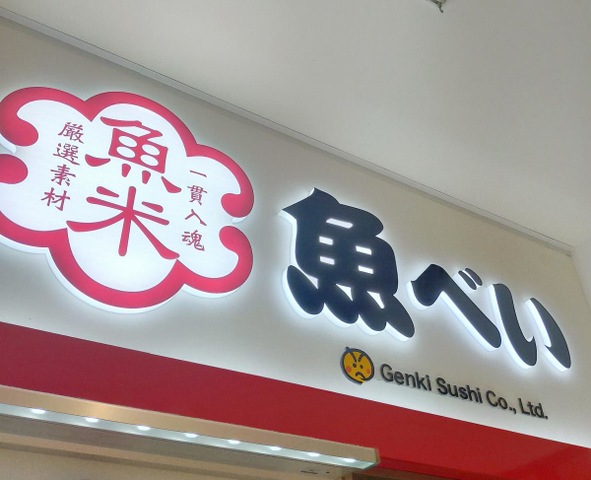 一貫入魂
魚米
厳選素材
魚べい
Genki Sushi Co., Ltd.